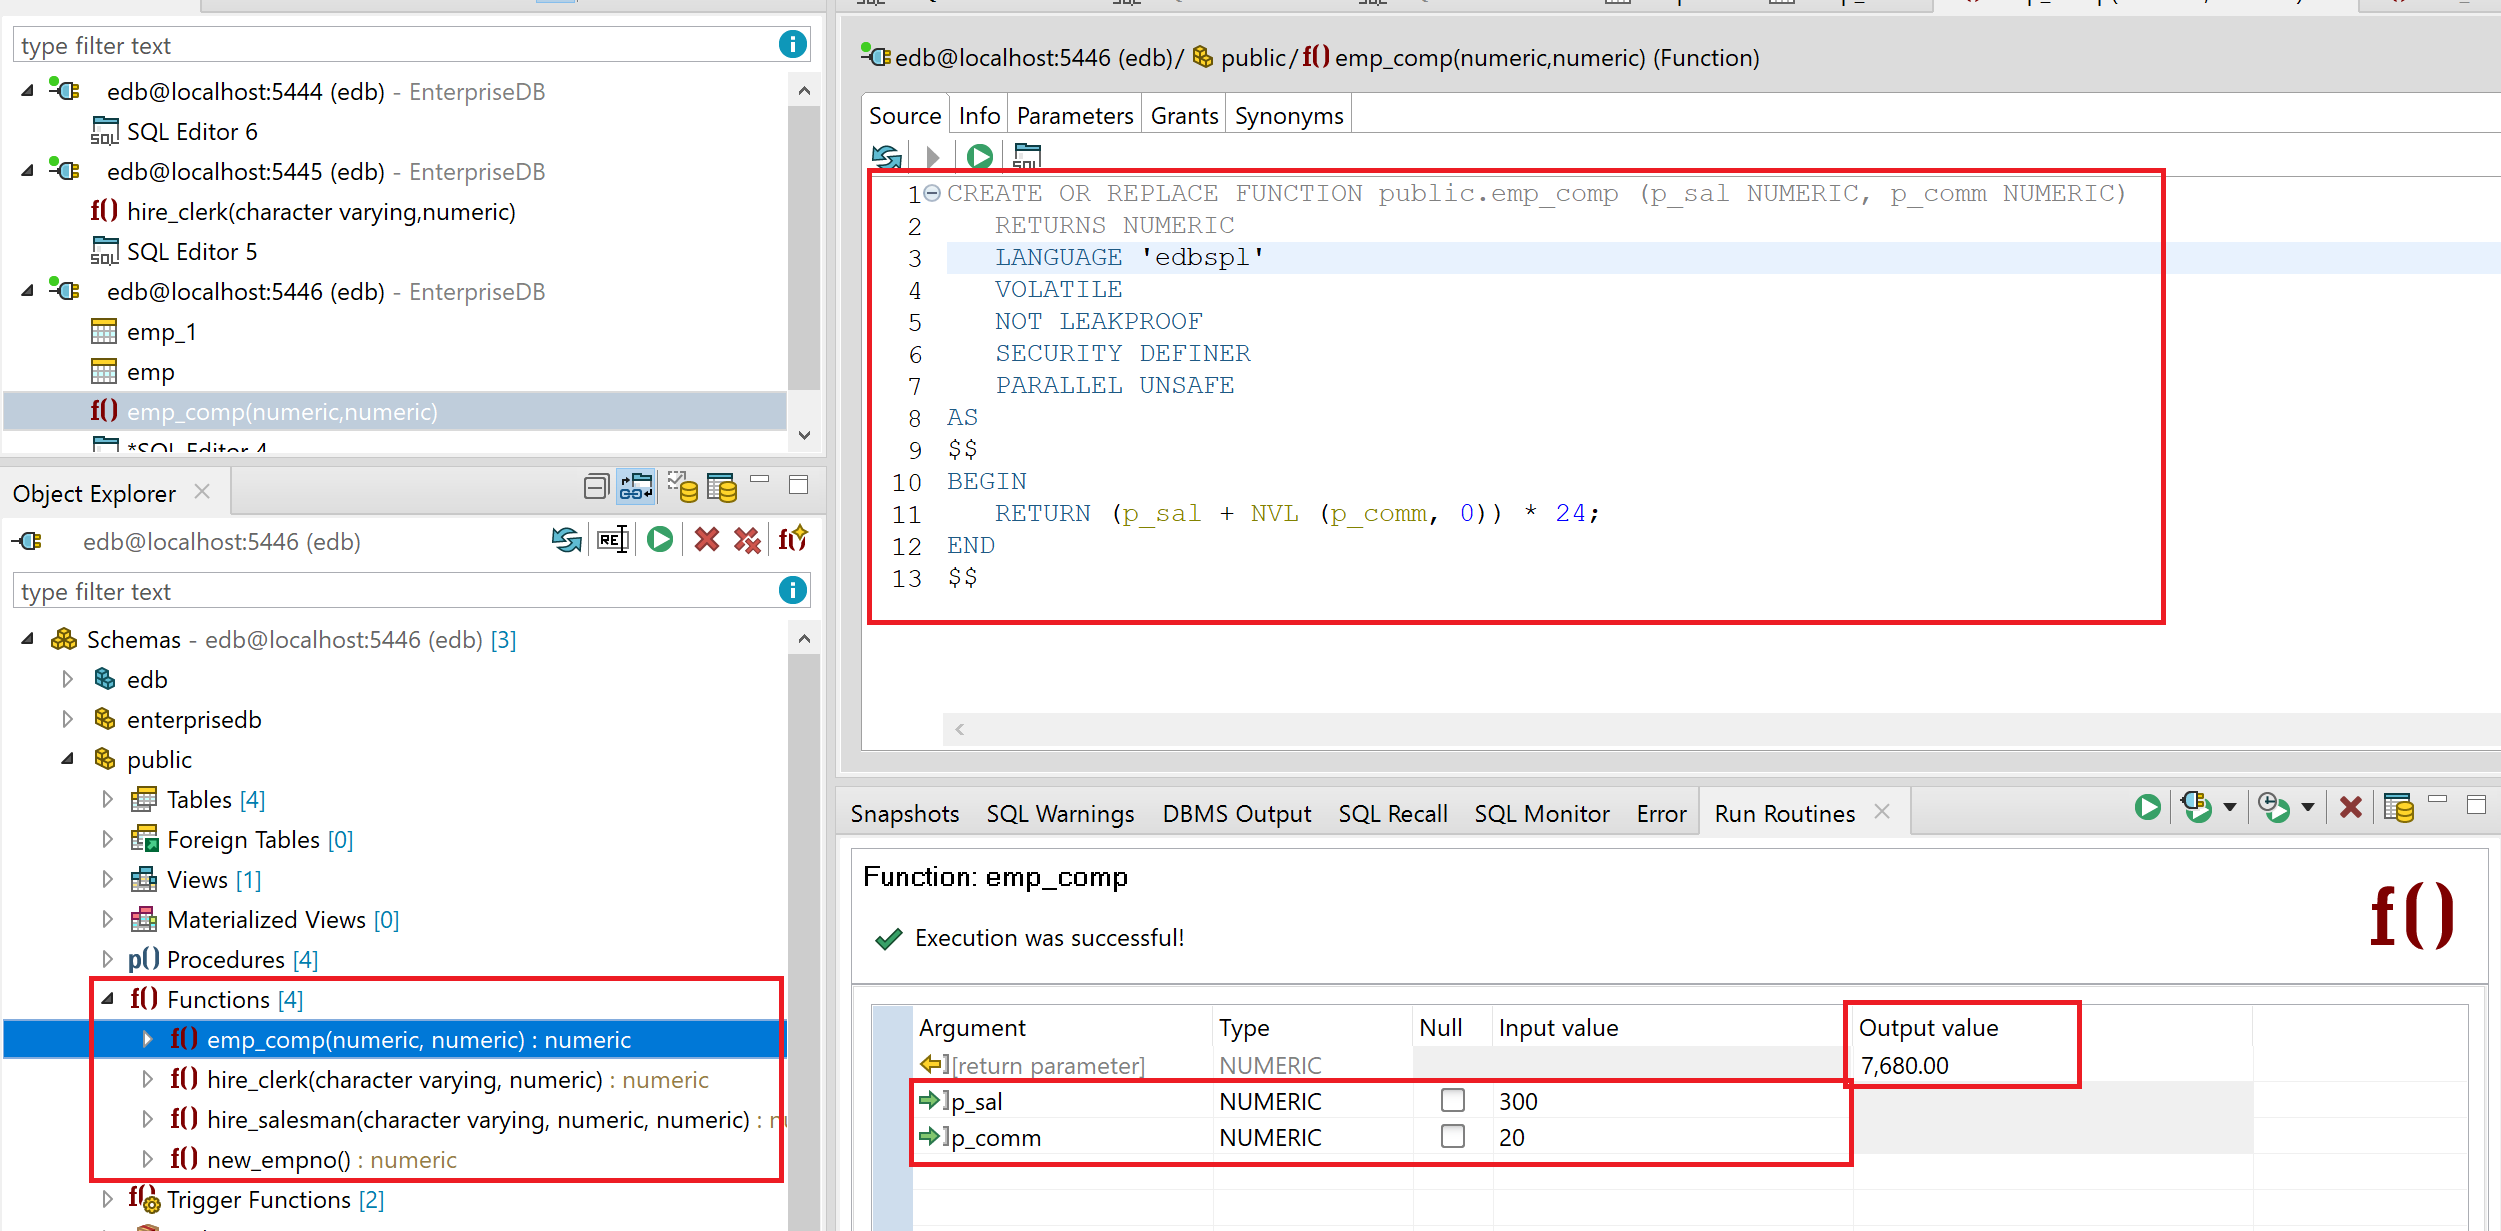 type filter text
edb@localhost:5444 (edb) - EnterpriseDB
SQL Editor 6
edb@localhost:5445 (edb) - EnterpriseDB
hire_clerk(character varying,numeric)
SQL Editor 5
edb@localhost:5446 (edb) - EnterpriseDB
emp_1
emp
emp_comp(numeric,numeric)
*SQL Editor 4
Object Explorer
edb@localhost:5446 (edb)
type filter text
Schemas - edb@localhost:5446 (edb) [3]
edb
enterprisedb
public
Tables [4]
Foreign Tables [0]
Views [1]
Materialized Views [0]
p() Procedures [4]
f() Functions [4]
f() emp_comp(numeric, numeric) : numeric
f() hire_clerk(character varying, numeric) : numeric
f() hire_salesman(character varying, numeric, numeric) :
f() new_empno() : numeric
Trigger Functions [2]
edb@localhost:5446 (edb)/ public/ f() emp_comp(numeric,numeric) (Function)
Source Info Parameters Grants Synonyms
1 CREATE OR REPLACE FUNCTION public.emp_comp (p_sal NUMERIC, p_comm NUMERIC)
2 RETURNS NUMERIC
3 LANGUAGE 'edbspl'
4 VOLATILE
5 NOT LEAKPROOF
6 SECURITY DEFINER
7 PARALLEL UNSAFE
8 AS
9 $$
10 BEGIN
11 RETURN (p_sal + NVL (p_comm, 0)) * 24;
12 END
13 $$
Snapshots SQL Warnings DBMS Output SQL Recall SQL Monitor Error Run Routines
Function: emp_comp
f()
Execution was successful!
Argument Type Null Input value Output value
[return parameter] NUMERIC 7,680.00
p_sal NUMERIC 300
p_comm NUMERIC 20